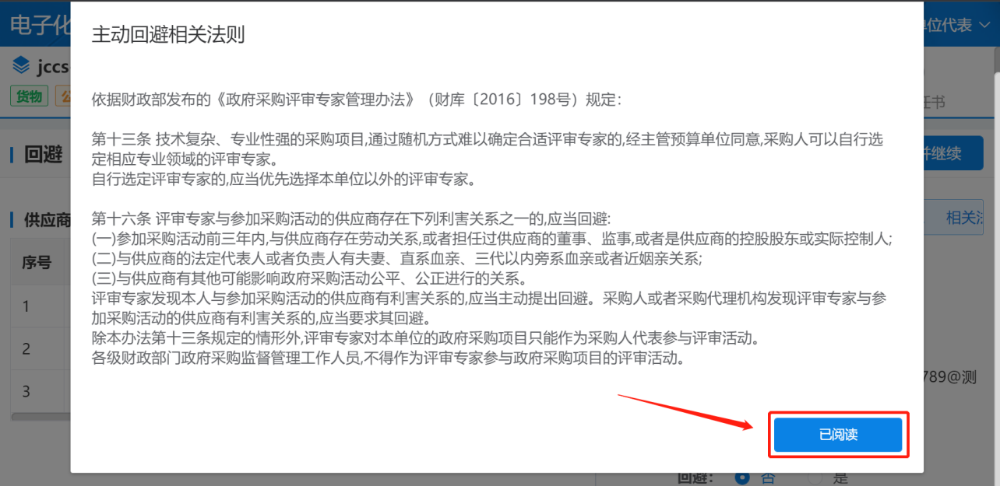 电子化
位代表
主动回避相关法则
jccs
货物
依据财政部发布的《政府采购评审专家管理办法》（财库〔2016〕198号）规定：
任书
第十三条 技术复杂、专业性强的采购项目,通过随机方式难以确定合适评审专家的,经主管预算单位同意,采购人可以自行选
定相应专业领域的评审专家。
自行选定评审专家的,应当优先选择本单位以外的评审专家。
回避
并继续
第十六条 评审专家与参加采购活动的供应商存在下列利害关系之一的,应当回避:
供应商
相关法
(一)参加采购活动前三年内,与供应商存在劳动关系,或者担任过供应商的董事、监事,或者是供应商的控股股东或实际控制人;
(二)与供应商的法定代表人或者负责人有夫妻、直系血亲、三代以内旁系血亲或者近姻亲关系;
序号
(三)与供应商有其他可能影响政府采购活动公平、公正进行的关系。
评审专家发现本人与参加采购活动的供应商有利害关系的,应当主动提出回避。采购人或者采购代理机构发现评审专家与参
1
加采购活动的供应商有利害关系的,应当要求其回避。
除本办法第十三条规定的情形外,评审专家对本单位的政府采购项目只能作为采购人代表参与评审活动。
2
各级财政部门政府采购监督管理工作人员,不得作为评审专家参与政府采购项目的评审活动。
789@测
3
已阅读
回避: 否 是